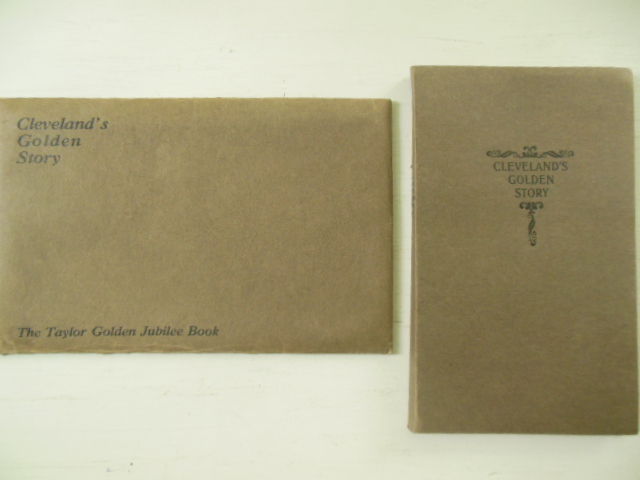 Cleveland's
Golden
Story
The Taylor Golden Jubilee Book
CLEVELAND'S
GOLDEN
STORY